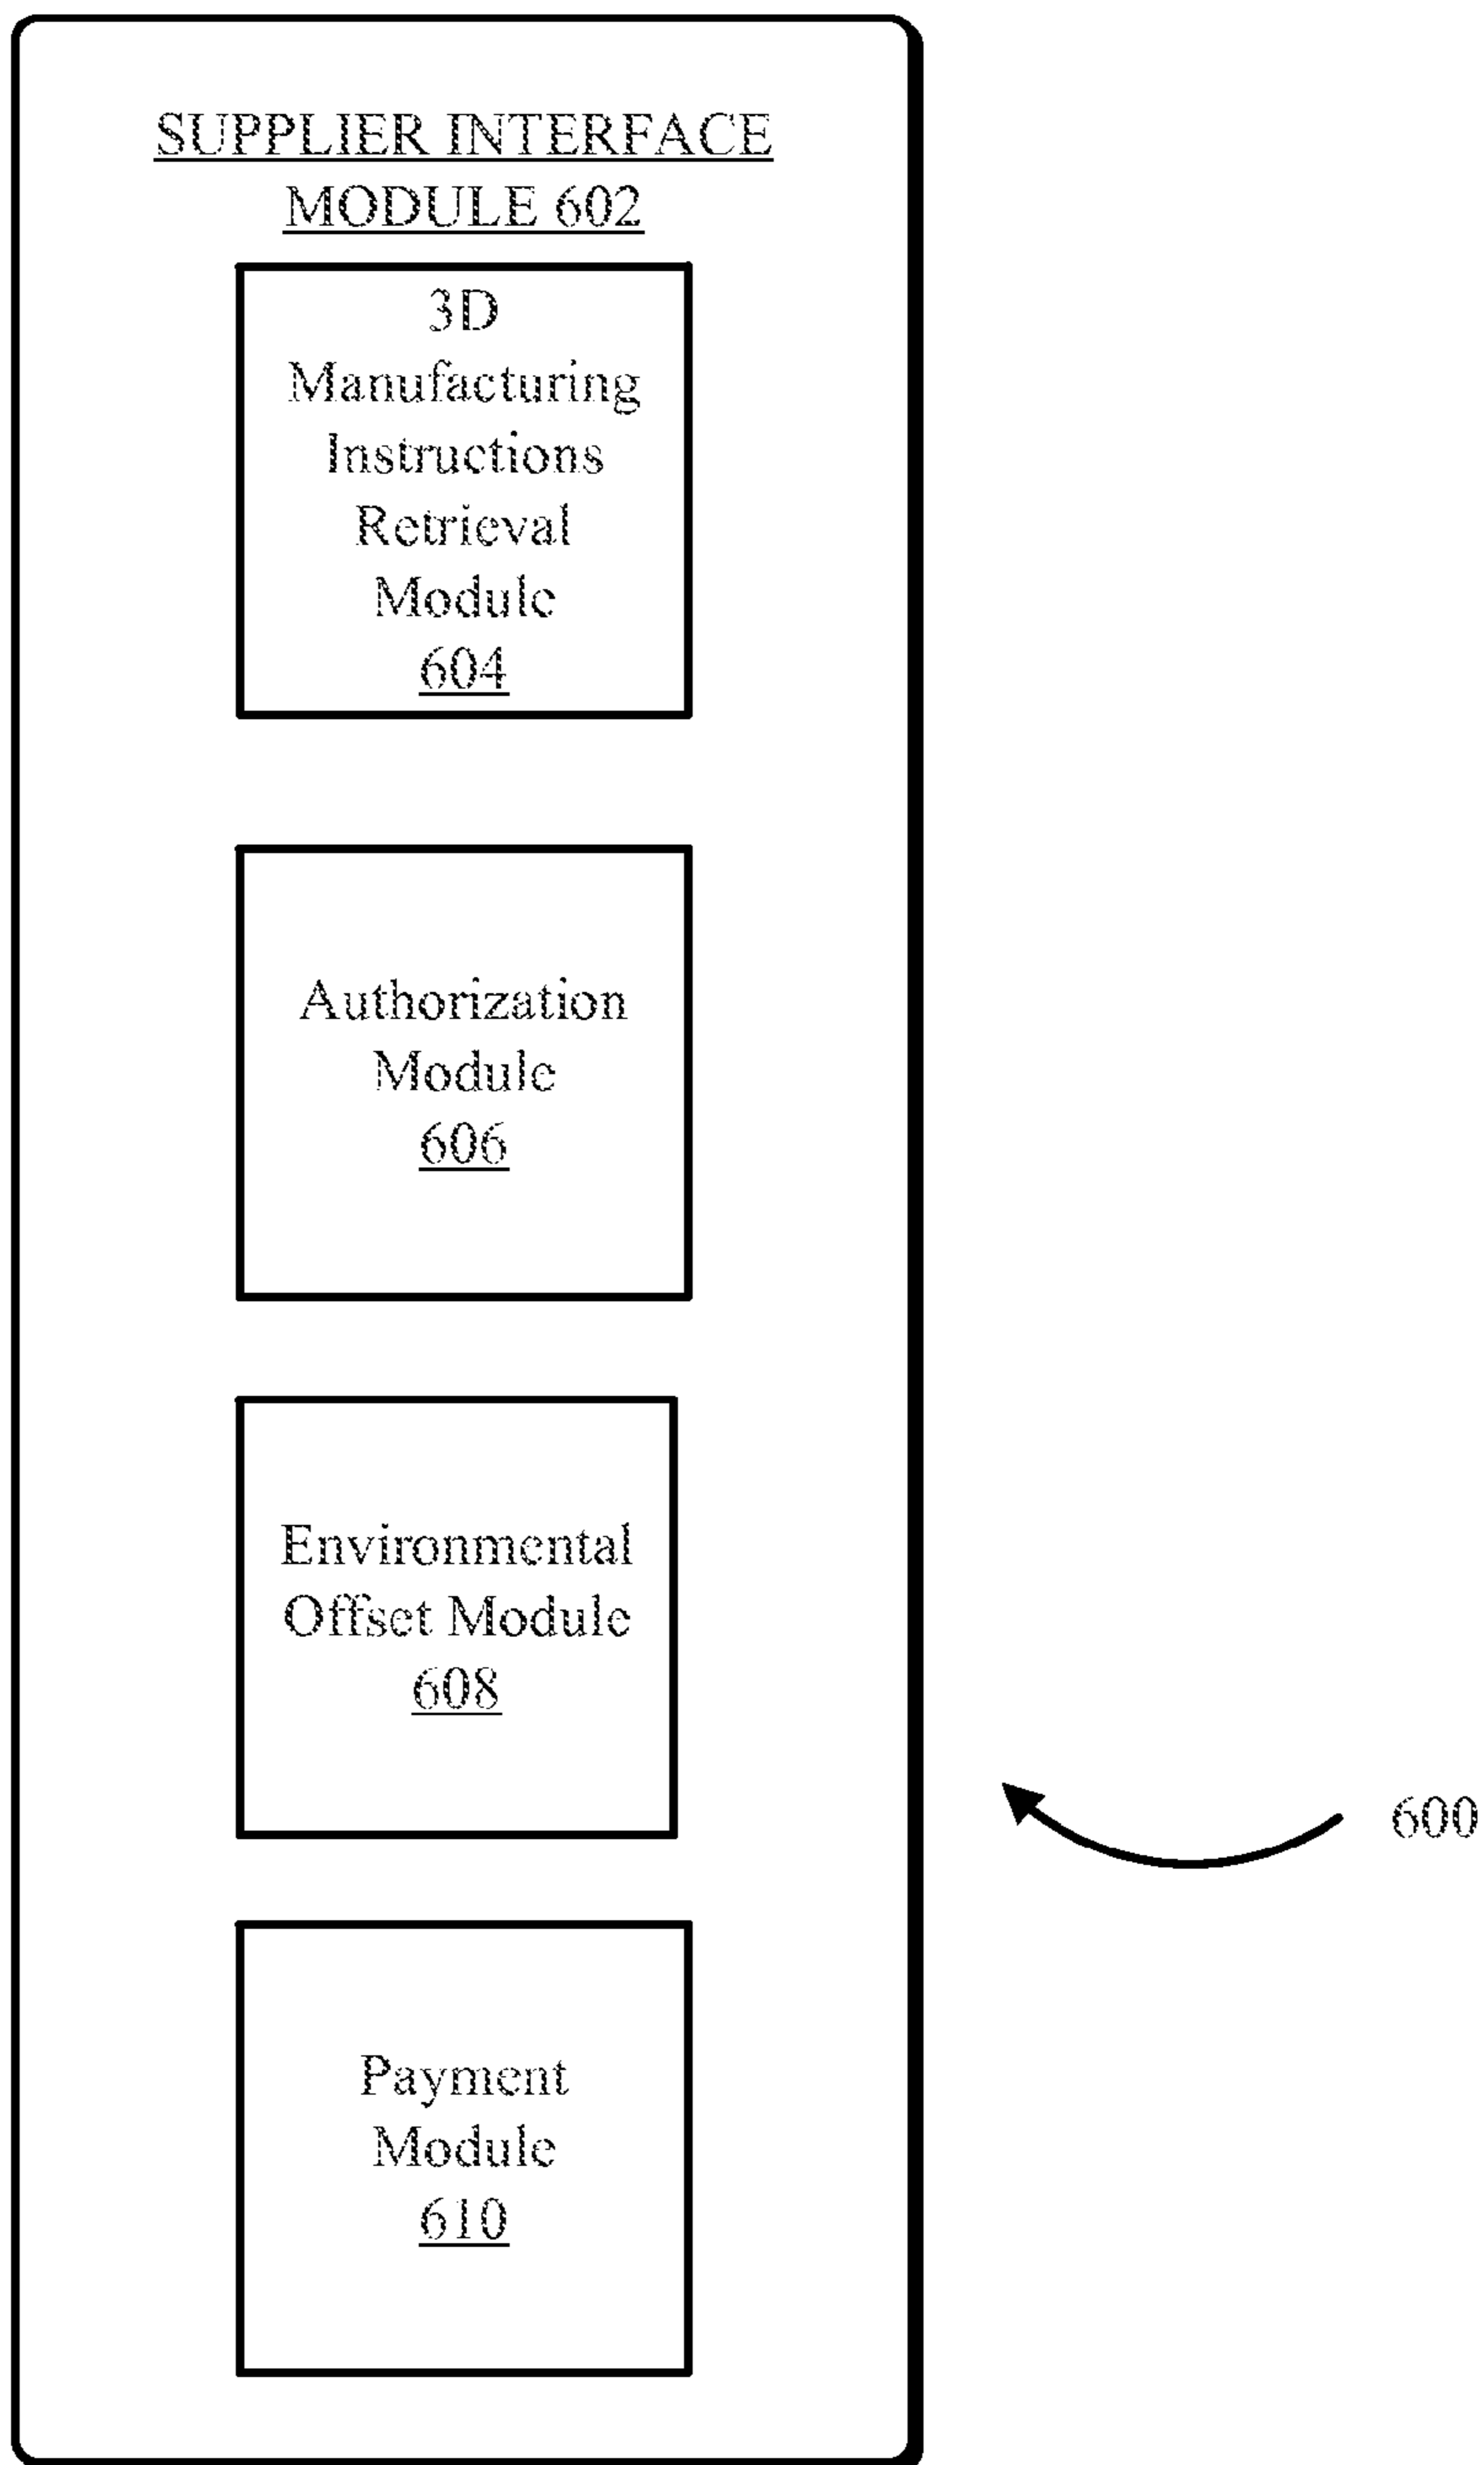 SUPPLIER INTERFACE
MODULE 602
3D
Manufacturing
Instructions
Retrieval
Module
604
Authorization
Module
606
Environmental
Offset Module
608
600
Payment
Module
610